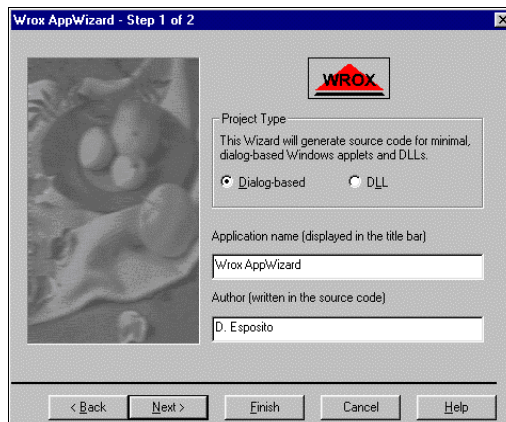 Wrox AppWizard - Step 1 of 2
WROX
Project Type
This Wizard will generate source code for minimal,
dialog-based Windows applets and DLLs.
Dialog-based
DLL
Application name (displayed in the title bar)
Wrox AppWizard
Author (written in the source code)
D. Esposito
< Back
Next >
Finish
Cancel
Help